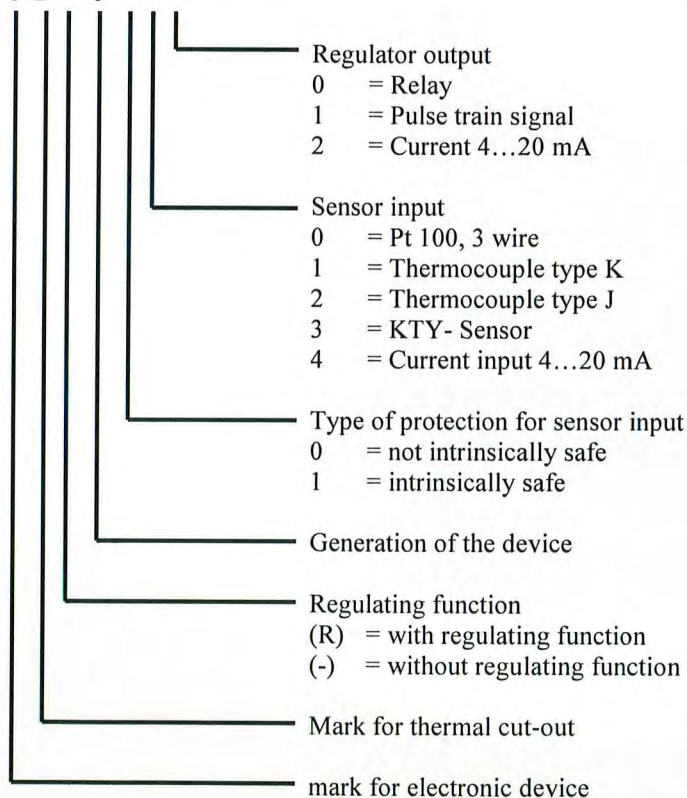 Regulator output
0 = Relay
1 = Pulse train signal
2 = Current 4...20 mA
Sensor input
0 = Pt 100, 3 wire
1 = Thermocouple type K
2 = Thermocouple type J
3 = KTY- Sensor
4 = Current input 4...20 mA
Type of protection for sensor input
0 = not intrinsically safe
1 = intrinsically safe
Generation of the device
Regulating function
(R) = with regulating function
(-) = without regulating function
Mark for thermal cut-out
mark for electronic device